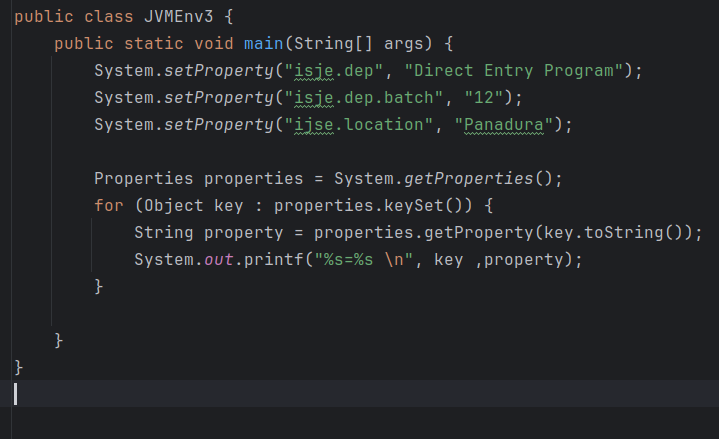 public class JVMEnv3 {
    public static void main(String[] args) {
        System.setProperty("isje.dep", "Direct Entry Program");
        System.setProperty("isje.dep.batch", "12");
        System.setProperty("ijse.location", "Panadura");
        Properties properties = System.getProperties();
        for (Object key : properties.keySet()) {
            String property = properties.getProperty(key.toString());
            System.out.printf("%s=%s \n", key ,property);
        }
    }
}